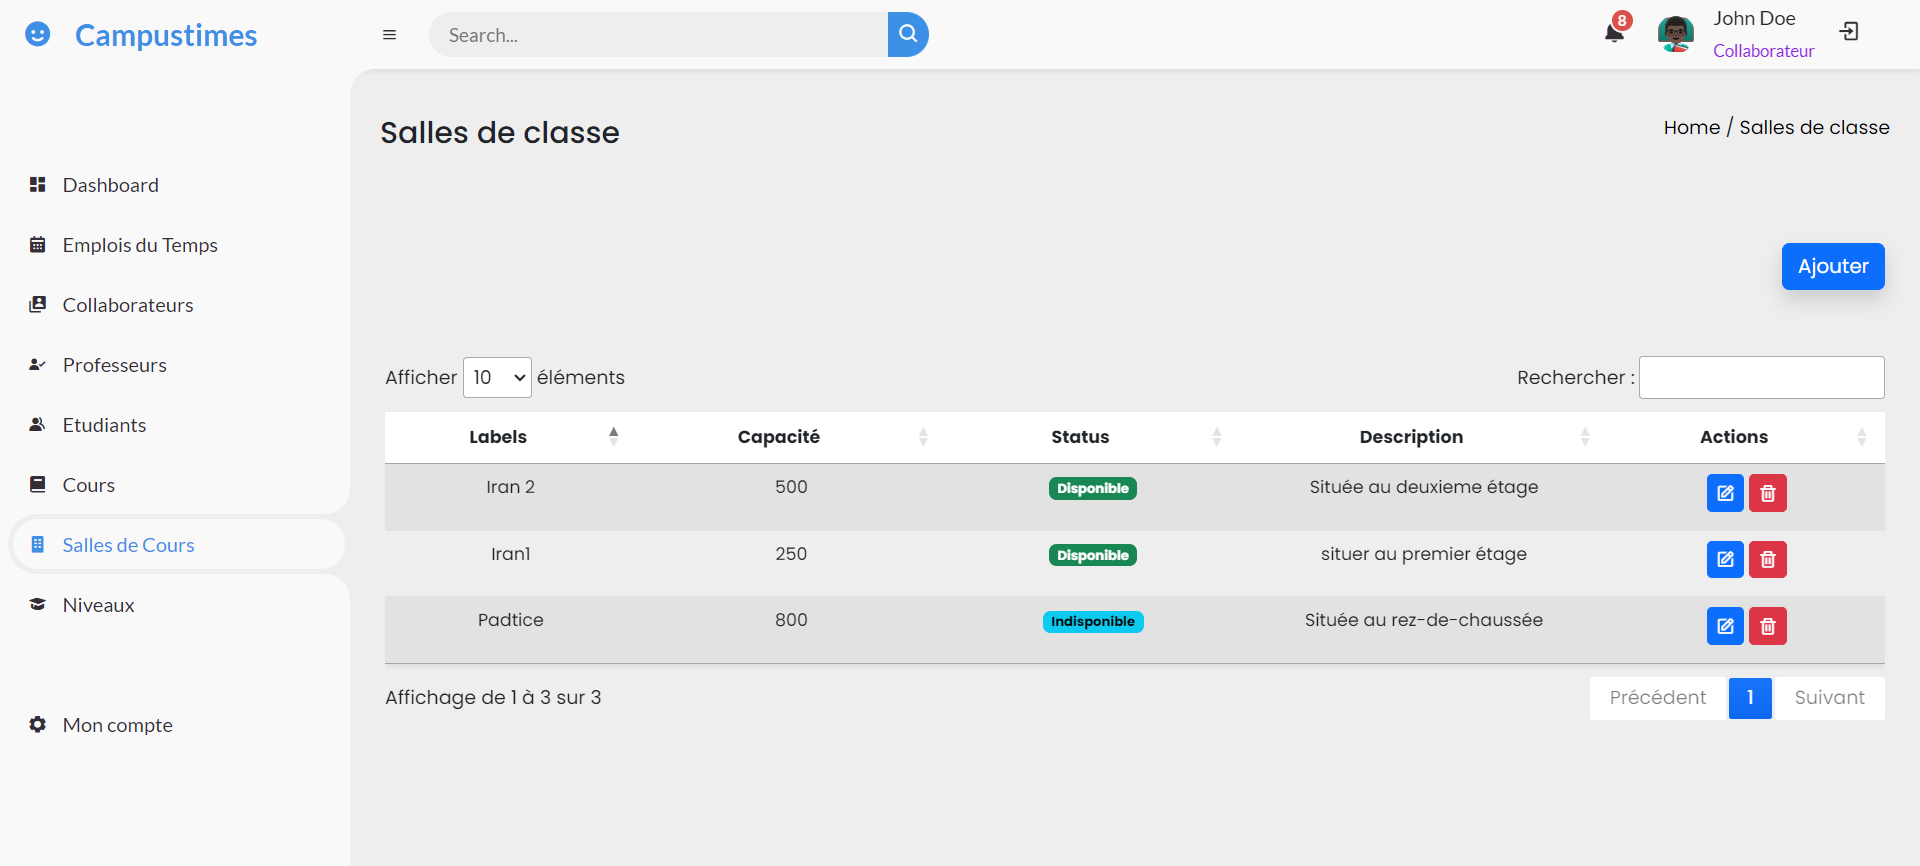 Campustimes
Search...
8
John Doe
Collaborateur
Dashboard
Emplois du Temps
Collaborateurs
Professeurs
Etudiants
Cours
Salles de Cours
Niveaux
Mon compte
Salles de classe
Home / Salles de classe
Ajouter
Afficher 10 éléments
Rechercher :
Labels Capacité Status Description Actions
Iran 2 500 Disponible Située au deuxieme étage
Iran1 250 Disponible situer au premier étage
Padtice 800 Indisponible Située au rez-de-chaussée
Affichage de 1 à 3 sur 3
Précédent 1 Suivant